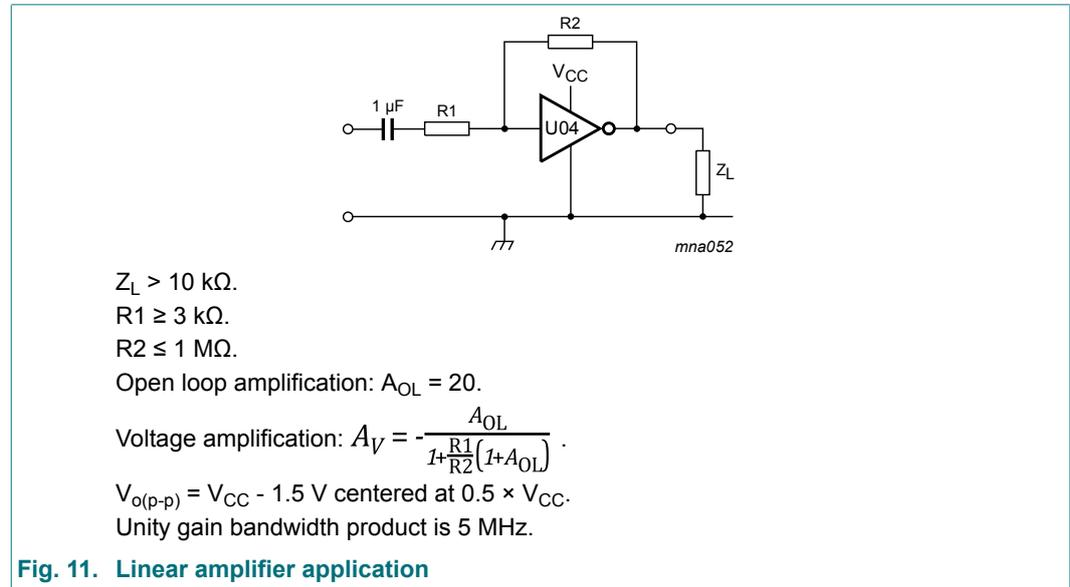 R2
VCC
1 µF
R1
U04
ZL
mna052
ZL > 10 kΩ.
R1 ≥ 3 kΩ.
R2 ≤ 1 MΩ.
Open loop amplification: AOL = 20.
Voltage amplification: AV = - AOL / 1+R1/R2(1+AOL) .
Vo(p-p) = VCC - 1.5 V centered at 0.5 × VCC.
Unity gain bandwidth product is 5 MHz.
Fig. 11. Linear amplifier application